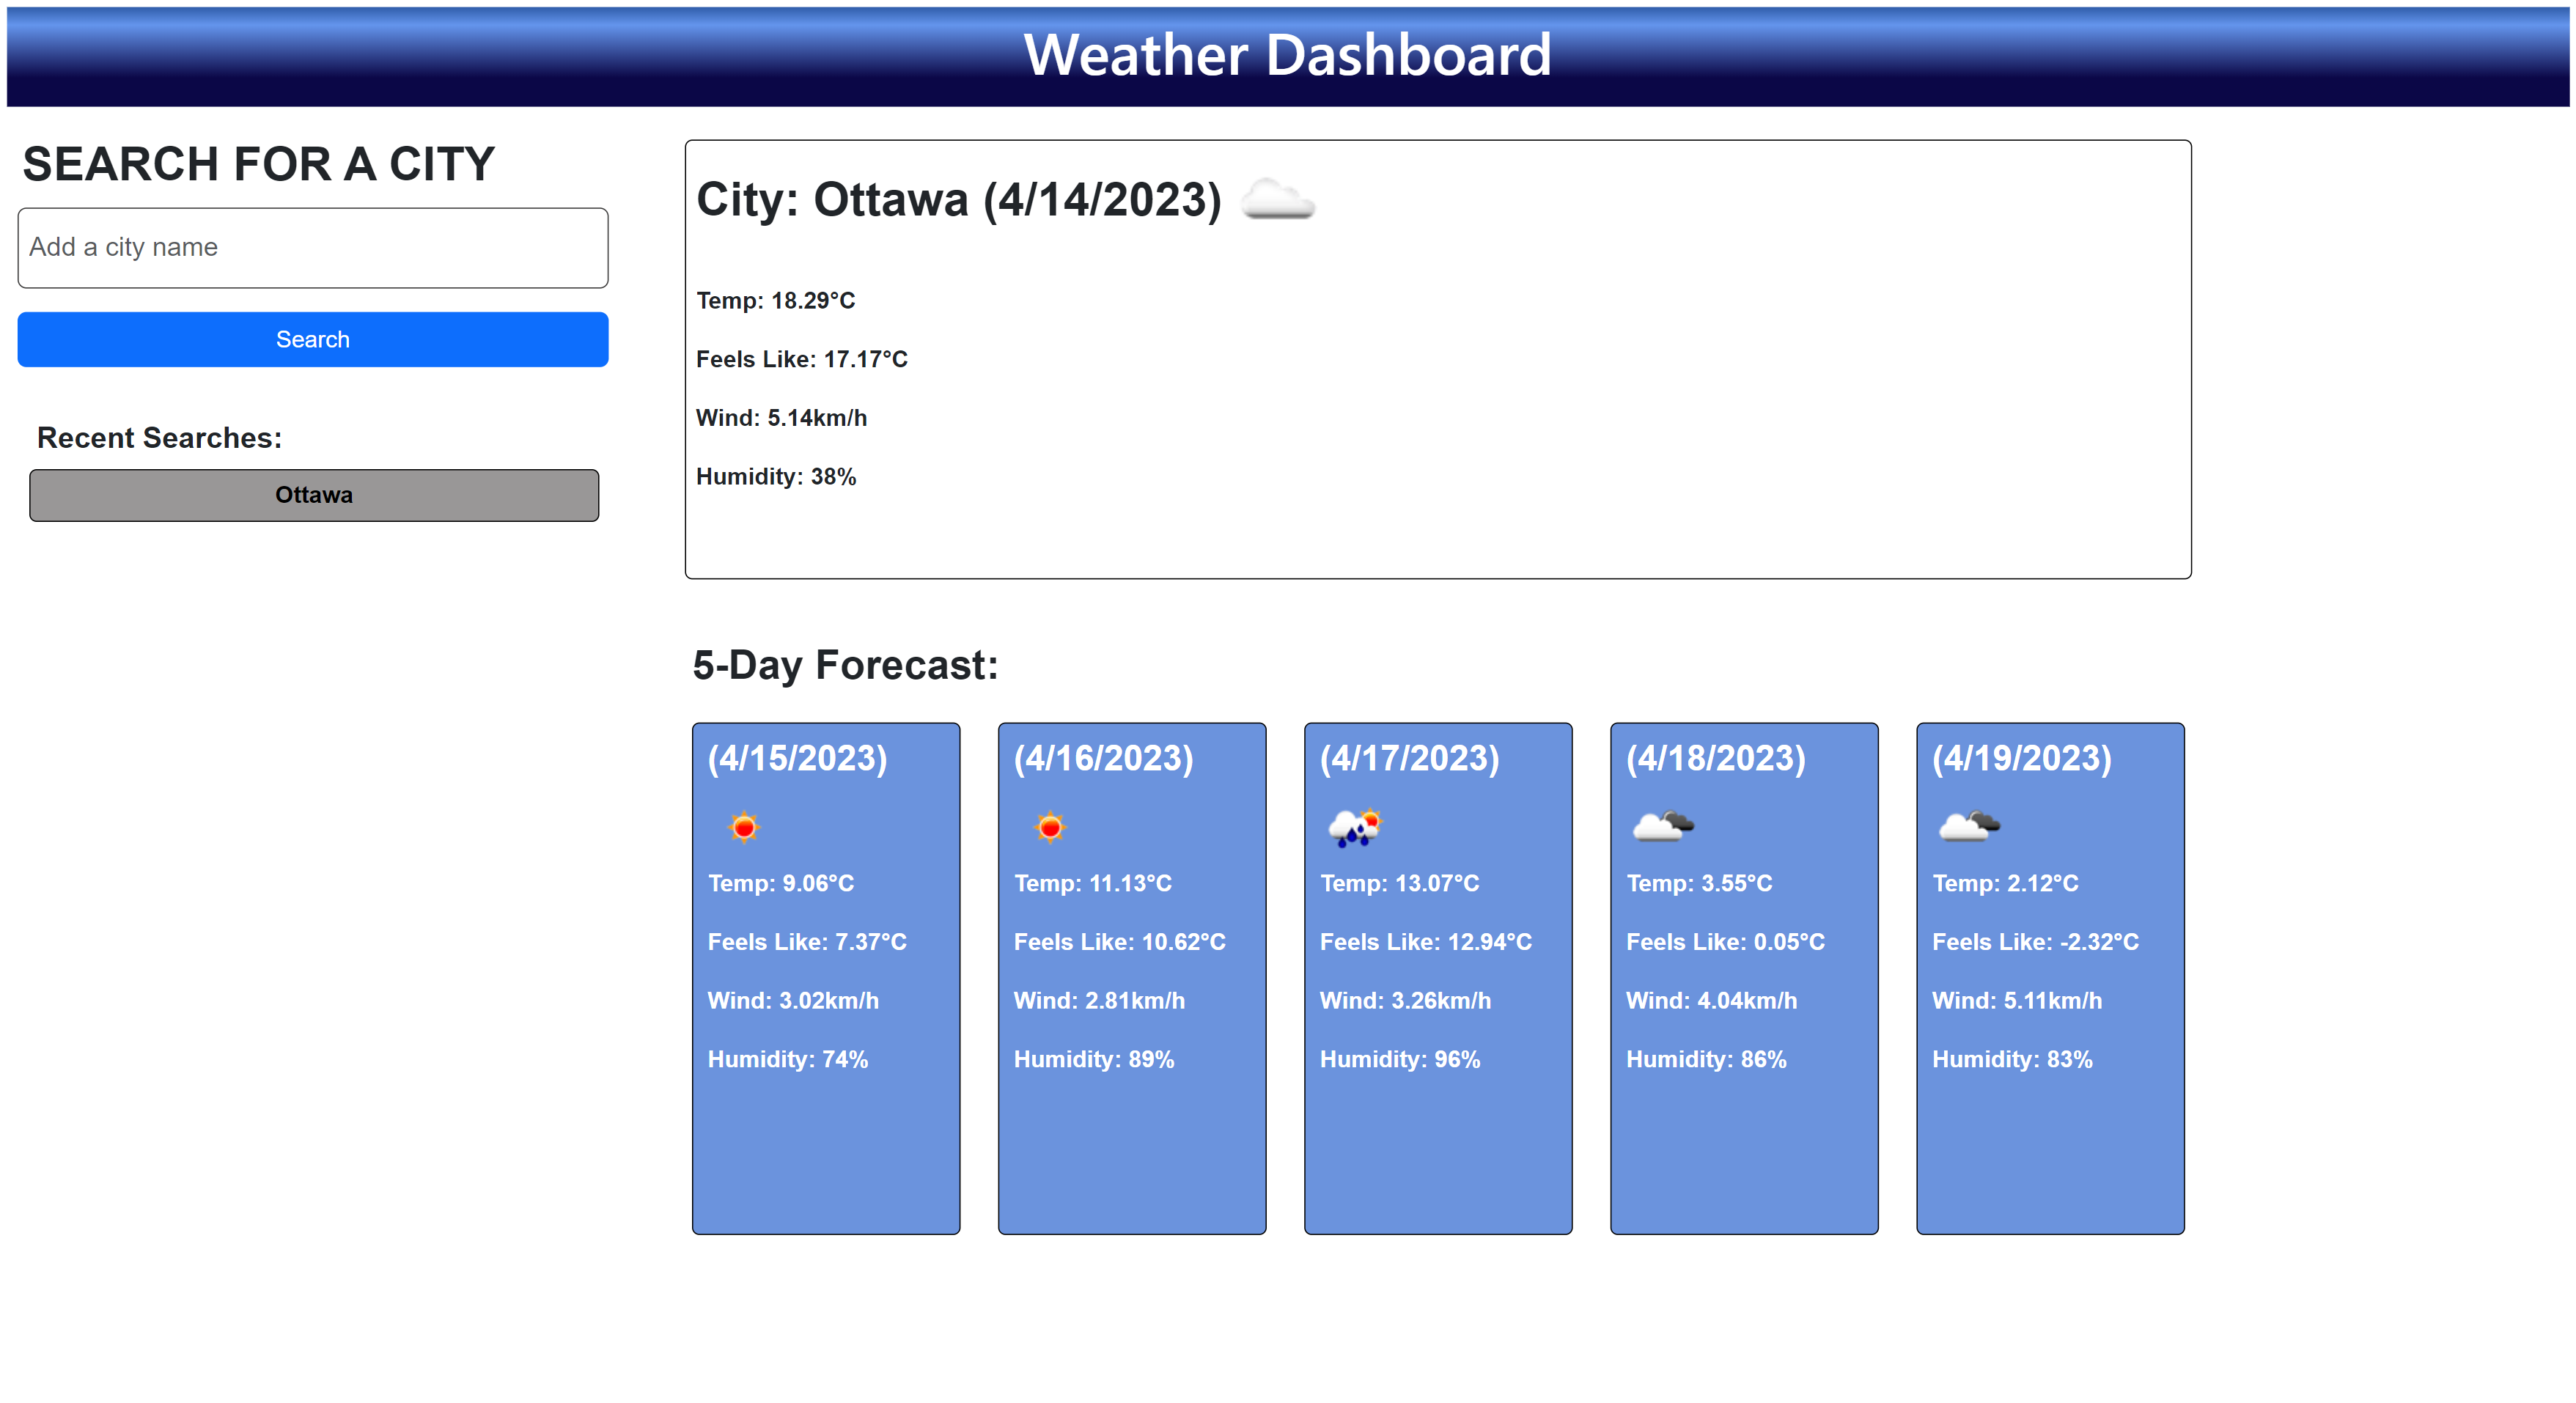 Weather Dashboard
SEARCH FOR A CITY
Add a city name
Search
Recent Searches:
Ottawa
City: Ottawa (4/14/2023)
Temp: 18.29°C
Feels Like: 17.17°C
Wind: 5.14km/h
Humidity: 38%
5-Day Forecast:
(4/15/2023)
Temp: 9.06°C
Feels Like: 7.37°C
Wind: 3.02km/h
Humidity: 74%
(4/16/2023)
Temp: 11.13°C
Feels Like: 10.62°C
Wind: 2.81km/h
Humidity: 89%
(4/17/2023)
Temp: 13.07°C
Feels Like: 12.94°C
Wind: 3.26km/h
Humidity: 96%
(4/18/2023)
Temp: 3.55°C
Feels Like: 0.05°C
Wind: 4.04km/h
Humidity: 86%
(4/19/2023)
Temp: 2.12°C
Feels Like: -2.32°C
Wind: 5.11km/h
Humidity: 83%